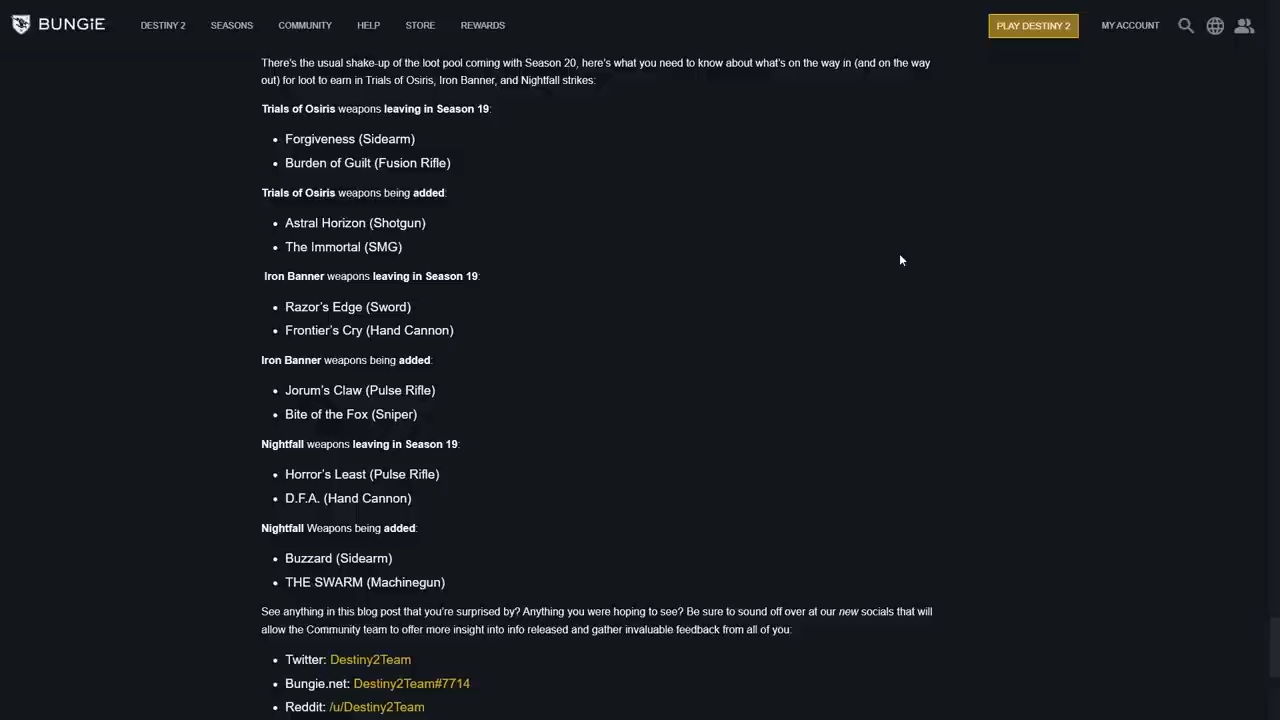 BUNGiE
DESTINY 2
SEASONS
COMMUNITY
HELP
STORE
REWARDS
PLAY DESTINY 2
MY ACCOUNT
There's the usual shake-up of the loot pool coming with Season 20, here's what you need to know about what's on the way in (and on the way
out) for loot to earn in Trials of Osiris, Iron Banner, and Nightfall strikes:
Trials of Osiris weapons leaving in Season 19:
• Forgiveness (Sidearm)
• Burden of Guilt (Fusion Rifle)
Trials of Osiris weapons being added:
• Astral Horizon (Shotgun)
• The Immortal (SMG)
Iron Banner weapons leaving in Season 19:
• Razor's Edge (Sword)
• Frontier's Cry (Hand Cannon)
Iron Banner weapons being added:
• Jorum's Claw (Pulse Rifle)
• Bite of the Fox (Sniper)
Nightfall weapons leaving in Season 19:
• Horror's Least (Pulse Rifle)
• D.F.A. (Hand Cannon)
Nightfall Weapons being added:
• Buzzard (Sidearm)
• THE SWARM (Machinegun)
See anything in this blog post that you're surprised by? Anything you were hoping to see? Be sure to sound off over at our new socials that will
allow the Community team to offer more insight into info released and gather invaluable feedback from all of you:
• Twitter: Destiny2Team
• Bungie.net: Destiny2Team#7714
• Reddit: /u/Destiny2Team